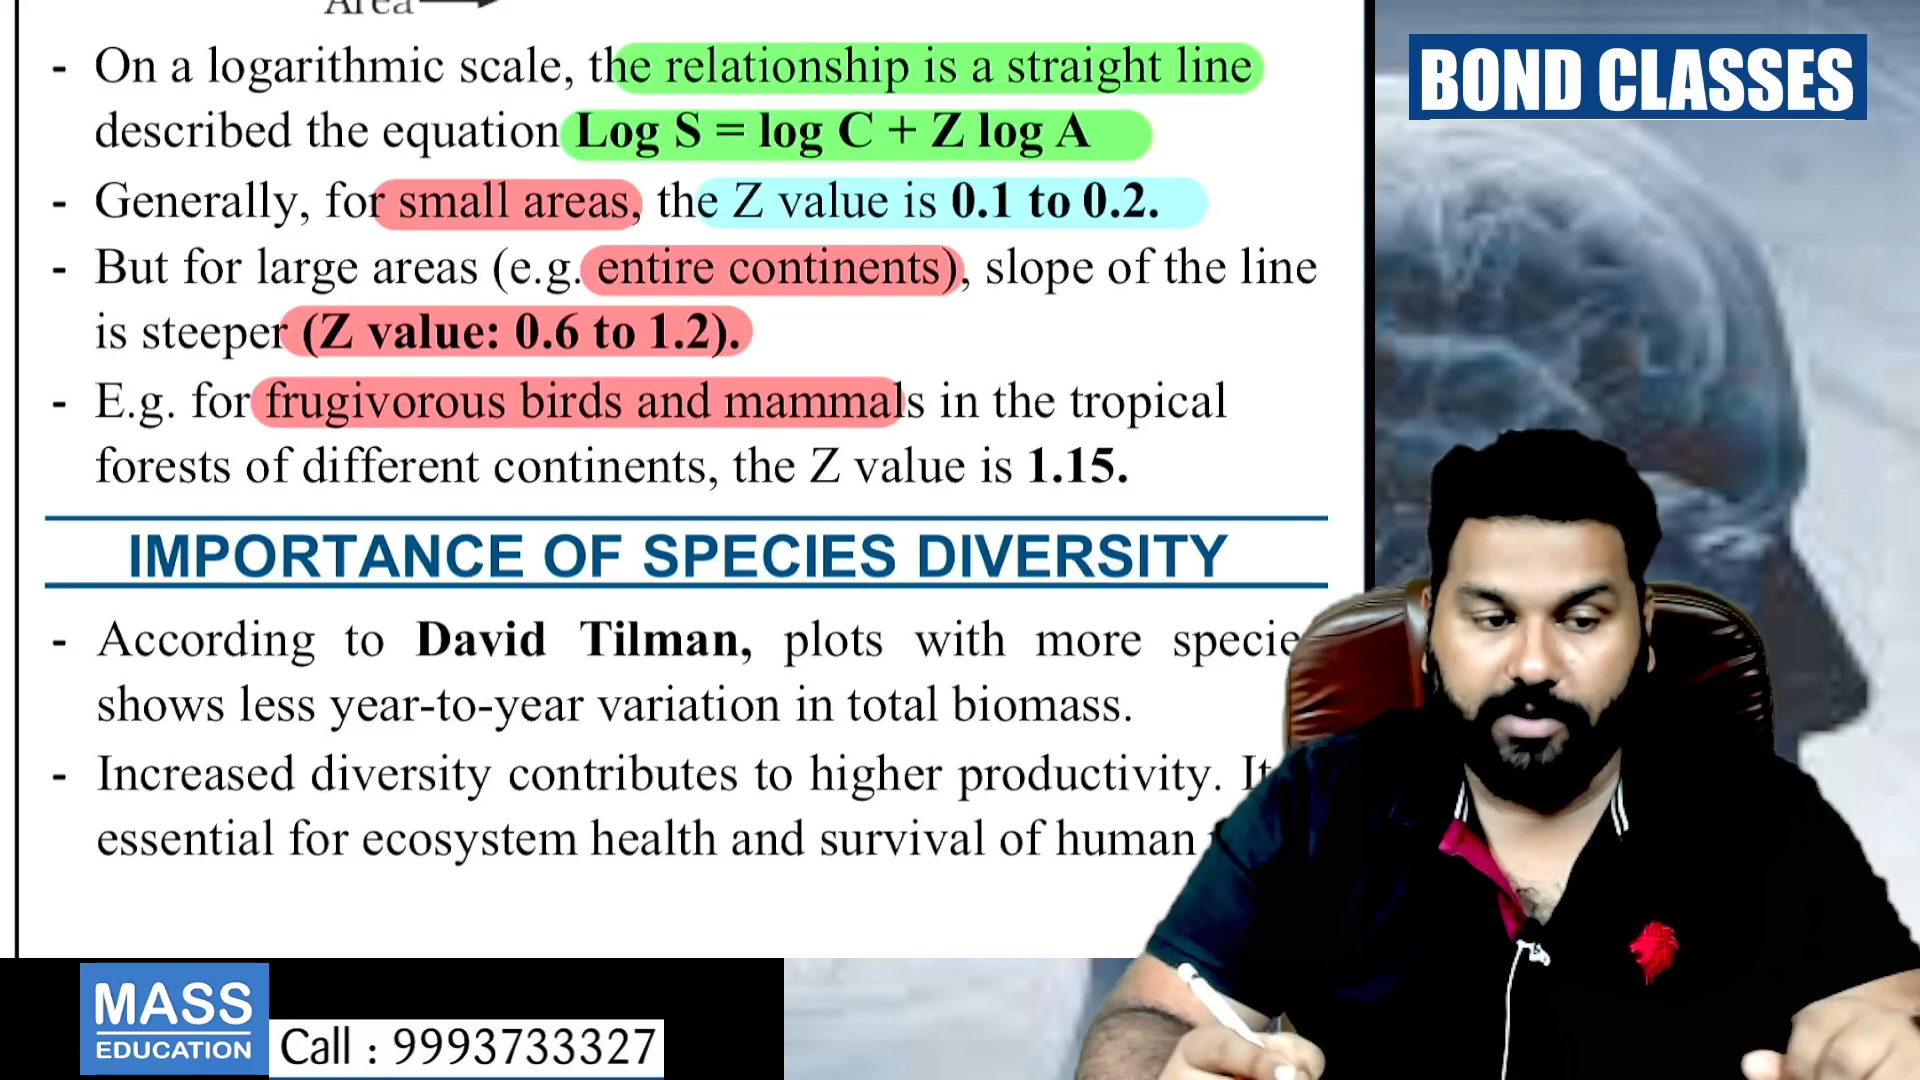 Area
- On a logarithmic scale, the relationship is a straight line
described the equation Log S = log C + Z log A
- Generally, for small areas, the Z value is 0.1 to 0.2.
- But for large areas (e.g. entire continents), slope of the line
is steeper (Z value: 0.6 to 1.2).
- E.g. for frugivorous birds and mammals in the tropical
forests of different continents, the Z value is 1.15.
IMPORTANCE OF SPECIES DIVERSITY
- According to David Tilman, plots with more specie
shows less year-to-year variation in total biomass.
- Increased diversity contributes to higher productivity. It
essential for ecosystem health and survival of human
BOND CLASSES
MASS
EDUCATION
Call : 9993733327